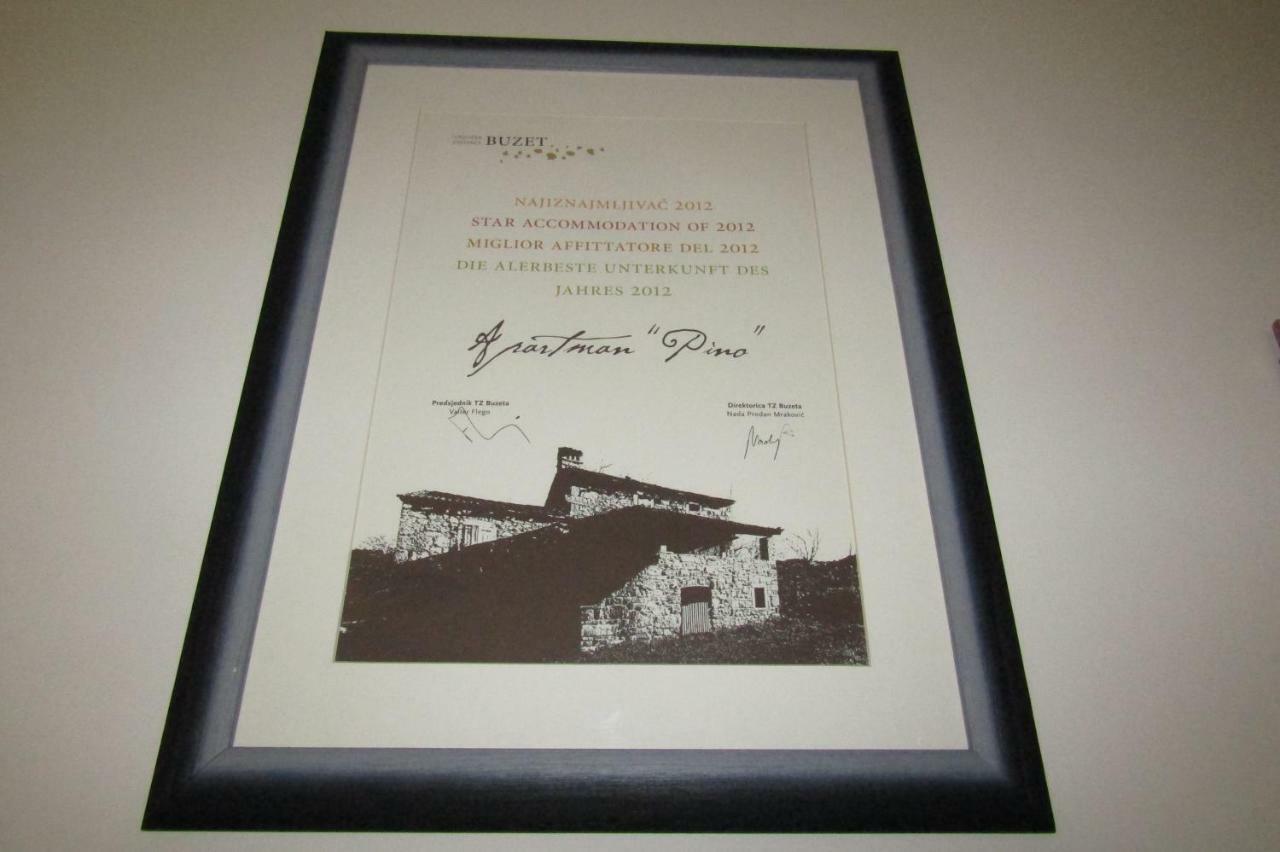 BUZET
NAJIZNAJMLJIVAČ 2012
STAR ACCOMMODATION OF 2012
MIGLIOR AFFITTATORE DEL 2012
DIE ALERBESTE UNTERKUNFT DES
JAHRES 2012
Apartman "Pino"
Predsjednik TZ Buzeta
Valter Flego
Direktorica TZ Buzeta
Nada Prodan Mraković